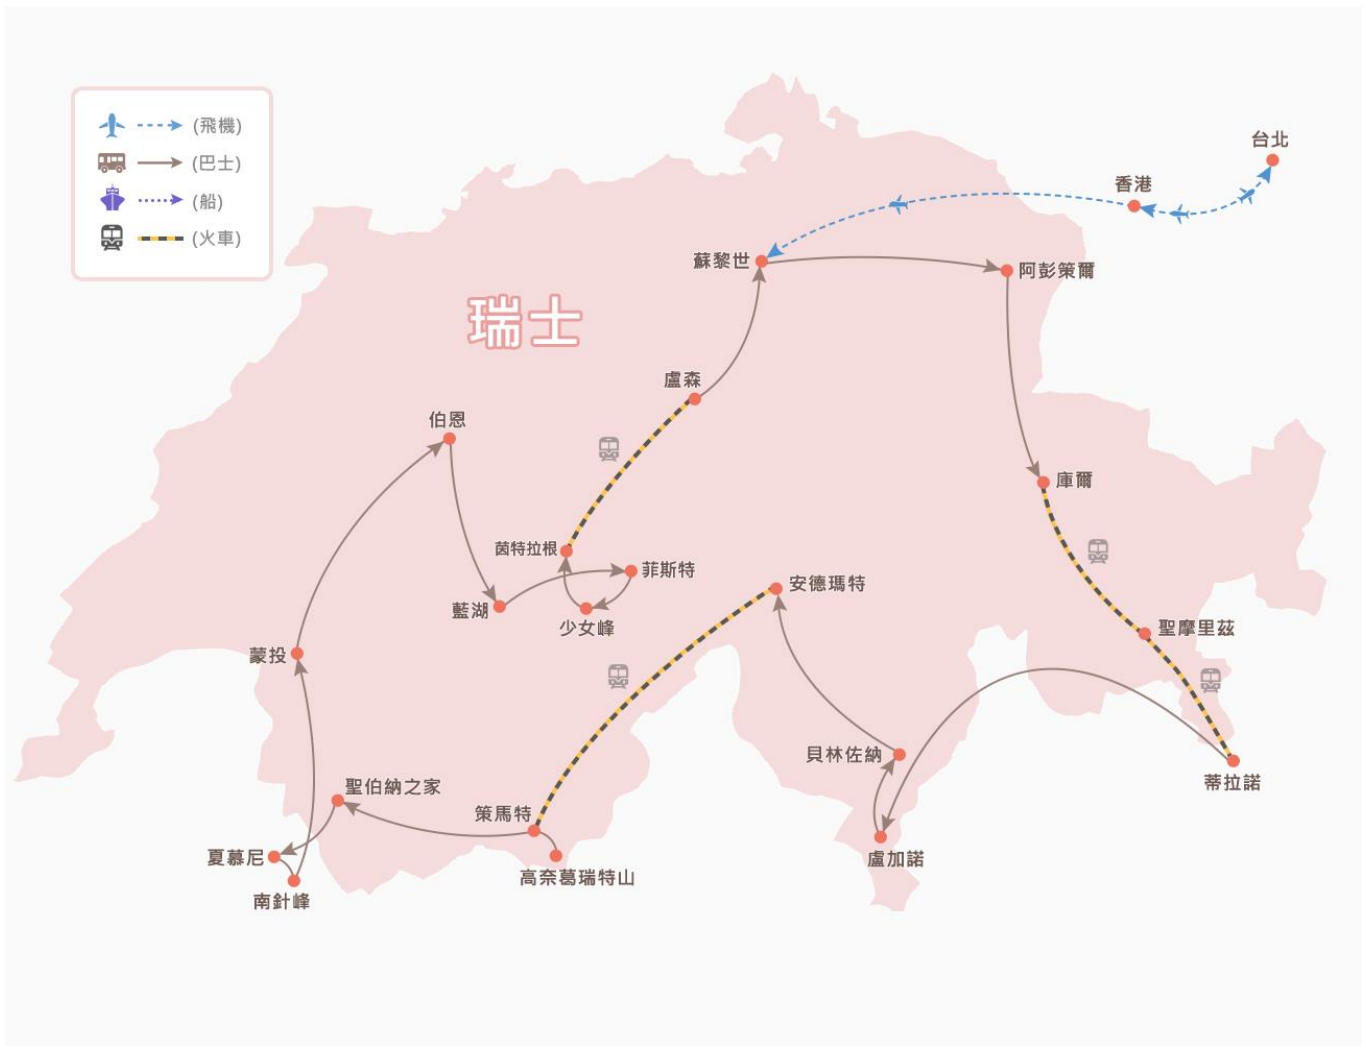 (飛機)
(巴士)
(船)
(火車)
台北
香港
蘇黎世
阿彭策爾
瑞士
盧森
伯恩
庫爾
茵特拉根
菲斯特
安德瑪特
藍湖
少女峰
聖摩里茲
蒙投
貝林佐納
蒂拉諾
聖伯納之家
策馬特
夏慕尼
盧加諾
高奈葛瑞特山
南針峰